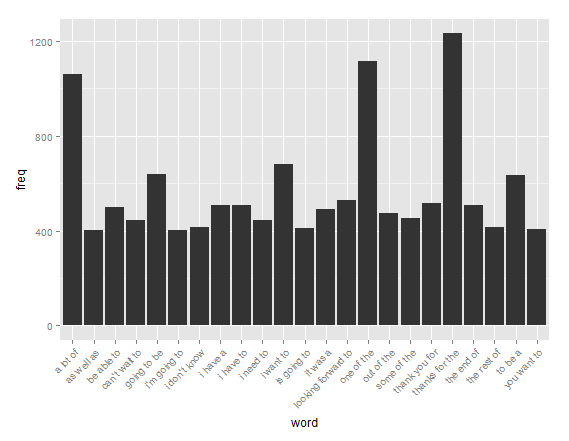 1200
800
400
0
freq
a lot of
as well as
be able to
can't wait to
going to be
i'm going to
i don't know
i have a
i have to
i need to
i want to
is going to
it was a
looking forward to
one of the
out of the
some of the
thank you for
thanks for the
the end of
the rest of
to be a
you want to
word